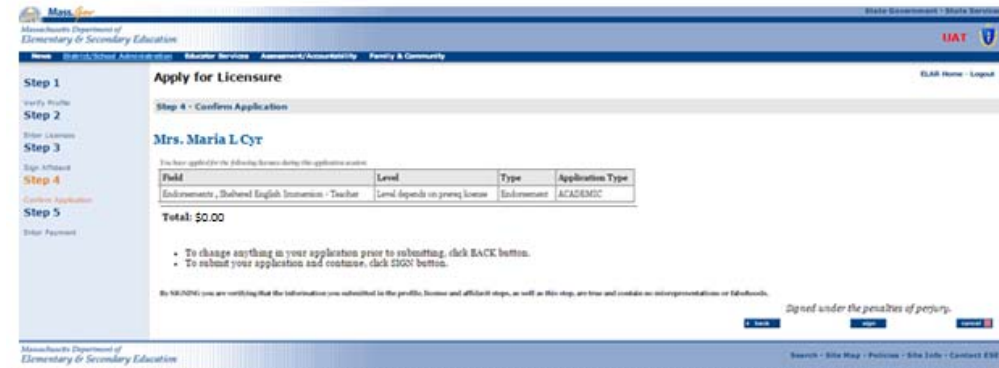 Mass.Gov
State Government · State Services
Massachusetts Department of
Elementary & Secondary Education
UAT
News District/School Administration Educator Services Assessment/Accountability Family & Community
Step 1
Verify Profile
Step 2
Enter Licenses
Step 3
Sign Affidavit
Step 4
Confirm Application
Step 5
Enter Payment
Apply for Licensure
ELAR Home - Logout
Step 4 - Confirm Application
Mrs. Maria L Cyr
You have applied for the following licenses during this application session
Field Level Type Application Type
Endorsements , Sheltered English Immersion - Teacher Level depends on prereq license Endorsement ACADEMIC
Total: $0.00
• To change anything in your application prior to submitting, click BACK button.
• To submit your application and continue, click SIGN button.
By SIGNING you are verifying that the information you submitted in the profile, license and affidavit steps, as well as this step, are true and contain no misrepresentations or falsehoods.
Signed under the penalties of perjury.
back sign cancel
Massachusetts Department of
Elementary & Secondary Education
Search · Site Map · Policies · Site Info · Contact ESE